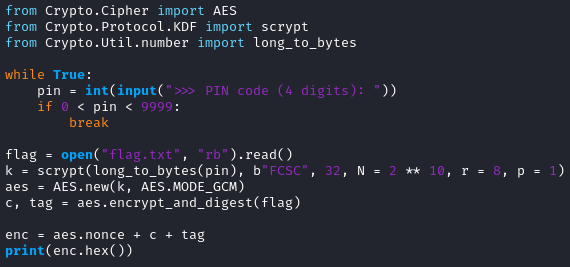 from Crypto.Cipher import AES
from Crypto.Protocol.KDF import scrypt
from Crypto.Util.number import long_to_bytes

while True:
    pin = int(input(">>> PIN code (4 digits): "))
    if 0 < pin < 9999:
        break

flag = open("flag.txt", "rb").read()
k = scrypt(long_to_bytes(pin), b"FCSC", 32, N = 2 ** 10, r = 8, p = 1)
aes = AES.new(k, AES.MODE_GCM)
c, tag = aes.encrypt_and_digest(flag)

enc = aes.nonce + c + tag
print(enc.hex())